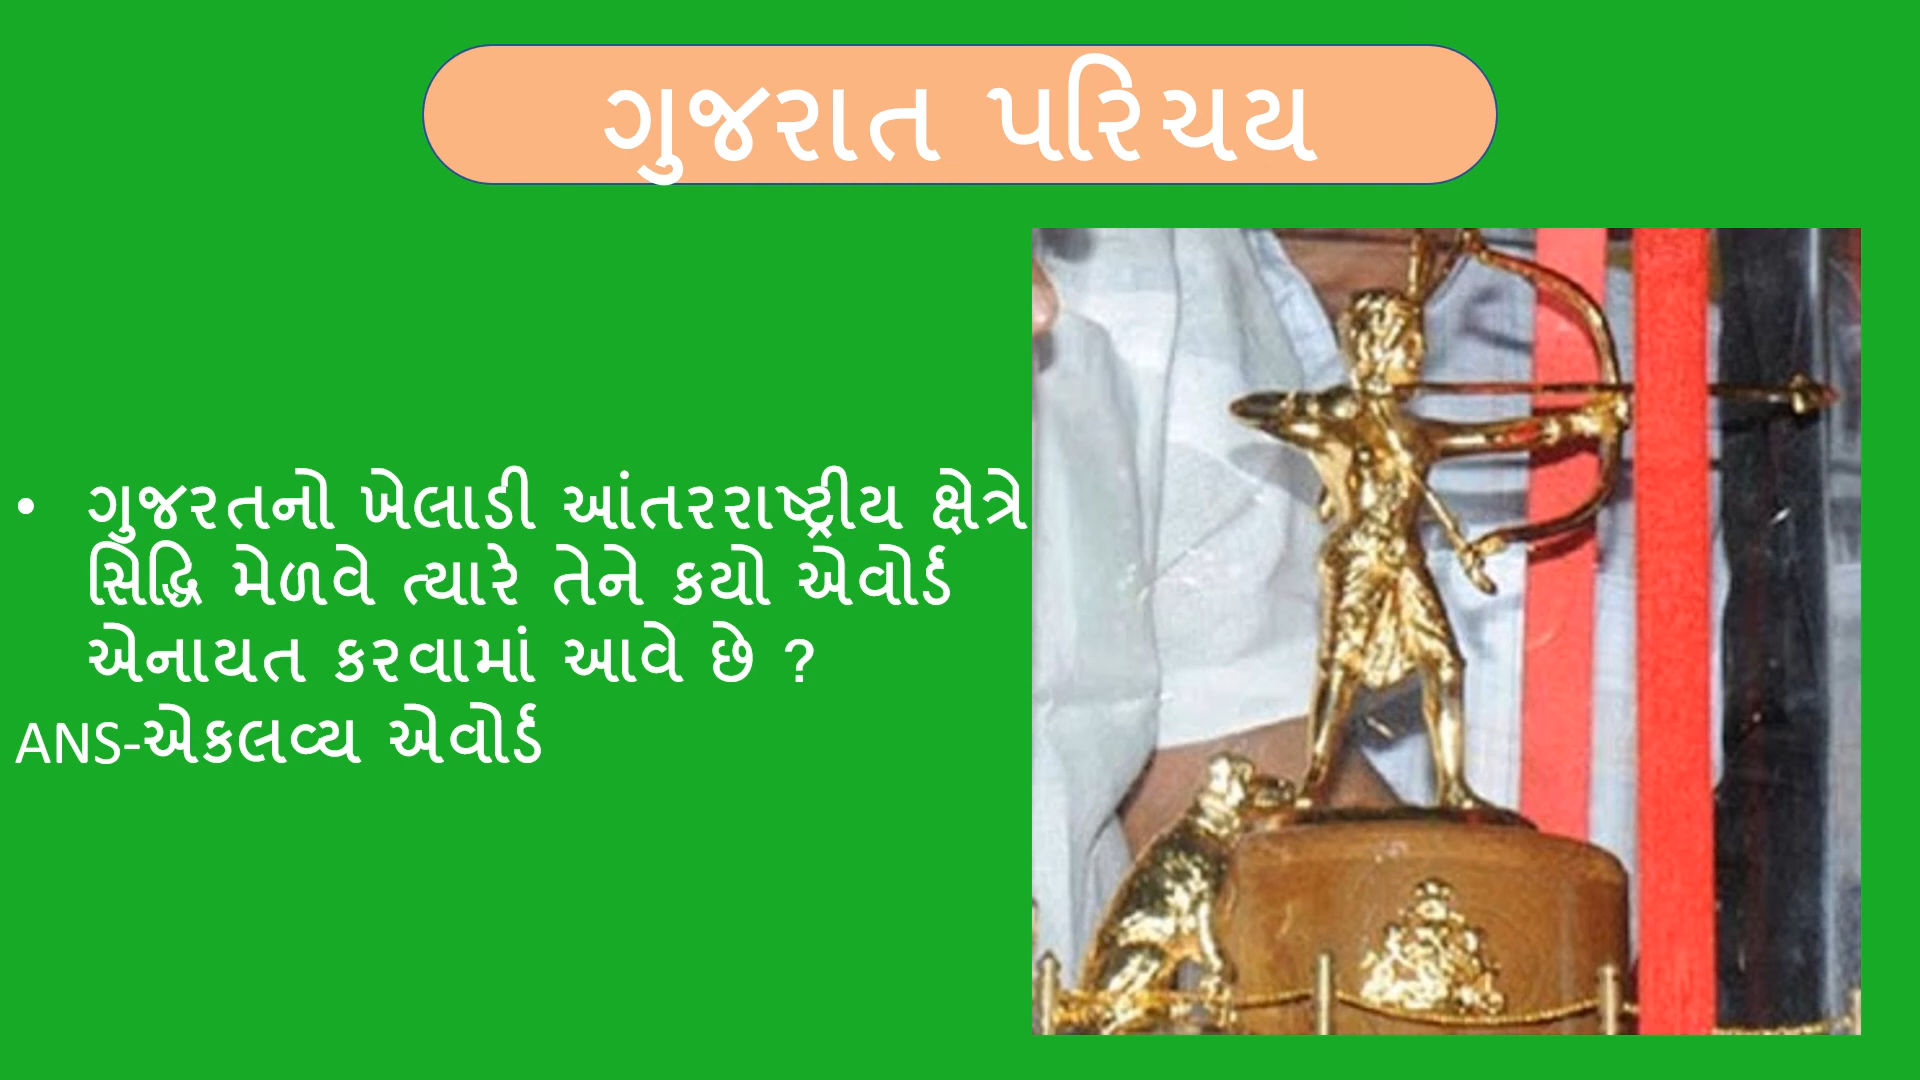 ગુજરાત પરિચય
• ગુજરતનો ખેલાડી આંતરરાષ્ટ્રીય ક્ષેત્રે
સિદ્ધિ મેળવે ત્યારે તેને કયો એવોર્ડ
એનાયત કરવામાં આવે છે ?
ANS-એકલવ્ય એવોર્ડ